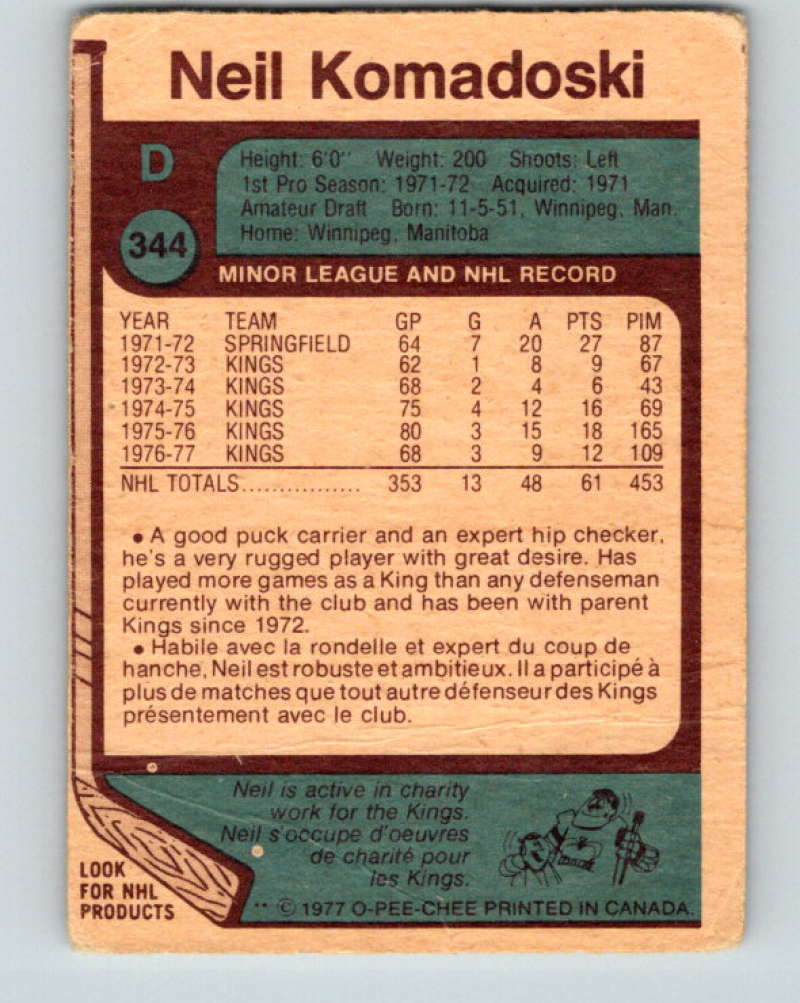 Neil Komadoski
D
Height: 6'0" Weight: 200 Shoots: Left
1st Pro Season: 1971-72 Acquired: 1971
Amateur Draft Born: 11-5-51, Winnipeg, Man.
Home: Winnipeg, Manitoba
344
MINOR LEAGUE AND NHL RECORD
YEAR TEAM GP G A PTS PIM
1971-72 SPRINGFIELD 64 7 20 27 87
1972-73 KINGS 62 1 8 9 67
1973-74 KINGS 68 2 4 6 43
1974-75 KINGS 75 4 12 16 69
1975-76 KINGS 80 3 15 18 165
1976-77 KINGS 68 3 9 12 109
NHL TOTALS................ 353 13 48 61 453
• A good puck carrier and an expert hip checker,
he's a very rugged player with great desire. Has
played more games as a King than any defenseman
currently with the club and has been with parent
Kings since 1972.
• Habile avec la rondelle et expert du coup de
hanche, Neil est robuste et ambitieux. Il a participé à
plus de matches que tout autre défenseur des Kings
présentement avec le club.
Neil is active in charity
work for the Kings.
Neil s'occupe d'oeuvres
de charité pour
les Kings.
LOOK
FOR NHL
PRODUCTS
** © 1977 O-PEE-CHEE PRINTED IN CANADA.